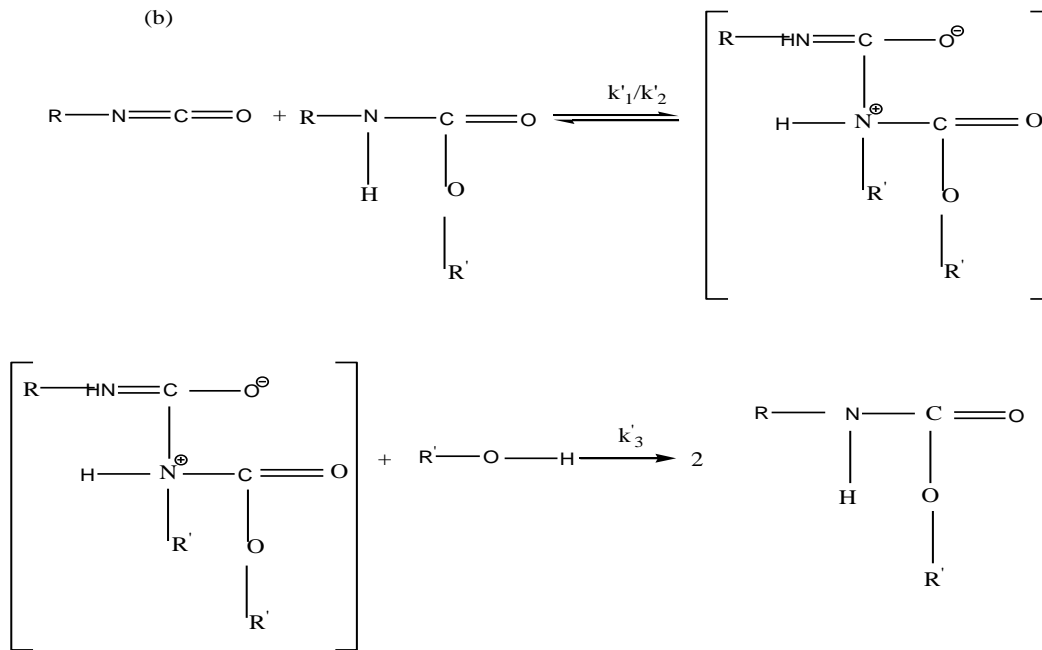 (b)
R—HN=C—O⊖
R—N=C=O + R—N—C=O k'1/k'2 H—N⊕—C=O
H O R' O
R' R'
R—HN=C—O⊖
R—N—C=O
H—N⊕—C=O + R'—O—H k'3 2
H O
R' O
R' R'